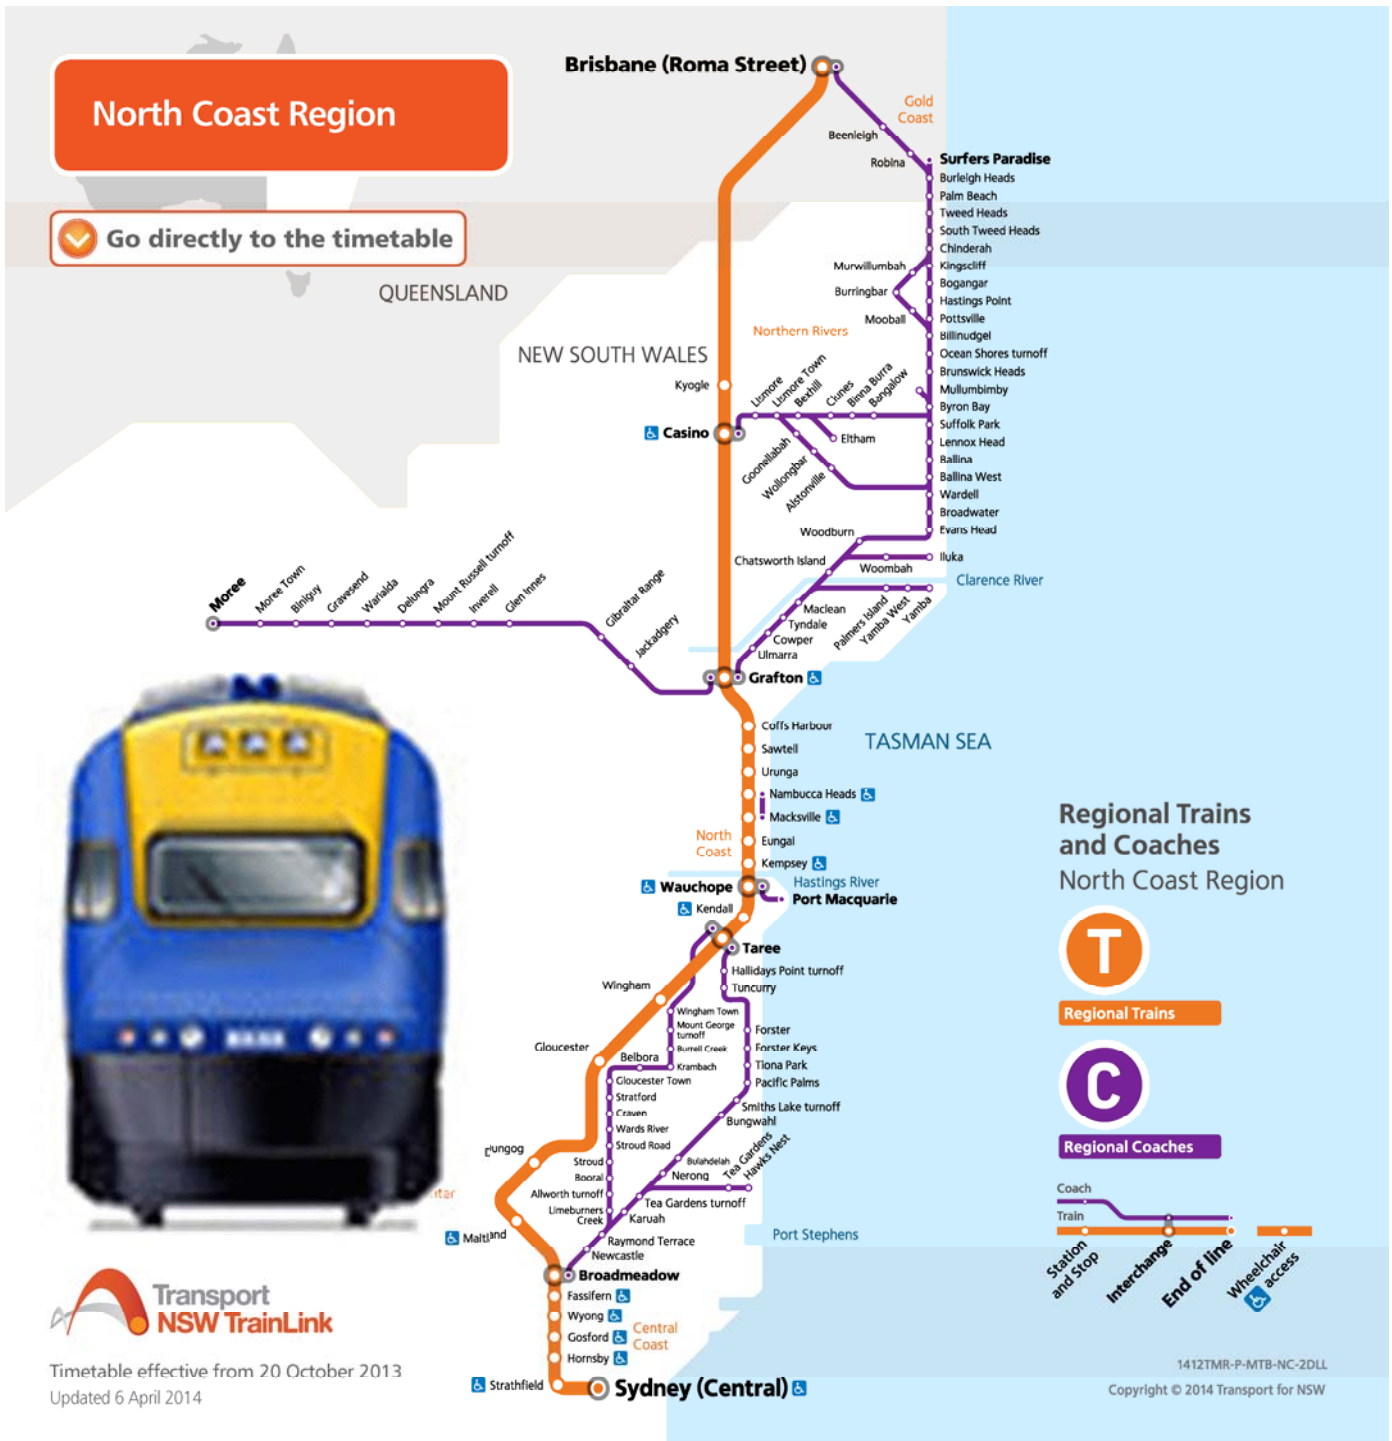 North Coast Region
Go directly to the timetable
QUEENSLAND
NEW SOUTH WALES
Brisbane (Roma Street)
Gold
Coast
Beenleigh
Robina
Surfers Paradise
Burleigh Heads
Palm Beach
Tweed Heads
South Tweed Heads
Chinderah
Murwillumbah
Kingscliff
Bogangar
Burringbar
Hastings Point
Mooball
Pottsville
Billinudgel
Northern Rivers
Ocean Shores turnoff
Brunswick Heads
Mullumbimby
Byron Bay
Suffolk Park
Lennox Head
Ballina
Ballina West
Wardell
Broadwater
Evans Head
Kyogle
Casino
Lismore
Lismore Town
Bexhill
Clunes
Binna Burra
Bangalow
Eltham
Goonellabah
Wollongbar
Alstonville
Woodburn
Chatsworth Island
Iluka
Woombah
Clarence River
Maclean
Tyndale
Cowper
Ulmarra
Palmers Island
Yamba West
Yamba
Moree
Moree Town
Biniguy
Gravesend
Warialda
Delungra
Mount Russell turnoff
Inverell
Glen Innes
Gibraltar Range
Jackadgery
Grafton
Coffs Harbour
Sawtell
TASMAN SEA
Urunga
Nambucca Heads
Macksville
North
Coast
Eungai
Kempsey
Wauchope
Hastings River
Port Macquarie
Kendall
Taree
Hallidays Point turnoff
Tuncurry
Wingham
Wingham Town
Mount George
turnoff
Burrell Creek
Krambach
Forster
Forster Keys
Tiona Park
Pacific Palms
Smiths Lake turnoff
Bungwahl
Gloucester
Belbora
Gloucester Town
Stratford
Craven
Wards River
Stroud Road
Dungog
Stroud
Booral
Allworth turnoff
Limeburners
Creek
Bulahdelah
Nerong
Tea Gardens
Hawks Nest
Tea Gardens turnoff
Karuah
Raymond Terrace
Newcastle
Port Stephens
nter
Maitland
Broadmeadow
Fassifern
Wyong
Gosford
Hornsby
Central
Coast
Strathfield
Sydney (Central)
Regional Trains
and Coaches
North Coast Region
T
Regional Trains
C
Regional Coaches
Coach
Train
Station
and Stop
Interchange
End of line
Wheelchair
access
Transport
NSW TrainLink
Timetable effective from 20 October 2013
Updated 6 April 2014
1412TMR-P-MTB-NC-2DLL
Copyright © 2014 Transport for NSW